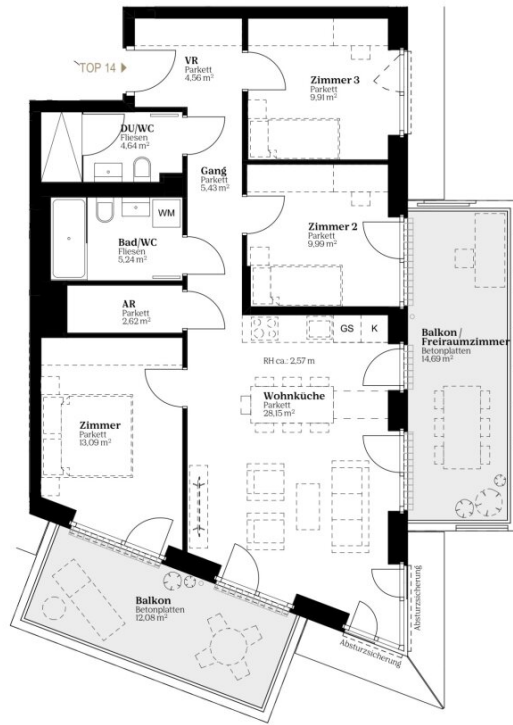 TOP 14
VR
Parkett
4,56 m²
Zimmer 3
Parkett
9,91 m²
DU/WC
Fliesen
4,64 m²
Gang
Parkett
5,43 m²
WM
Bad/WC
Fliesen
5,24 m²
Zimmer 2
Parkett
9,99 m²
AR
Parkett
2,62 m²
GS
K
RH ca.: 2,57 m
Balkon/
Freiraumzimmer
Betonplatten
14,69 m²
Wohnküche
Parkett
28,15 m²
Zimmer
Parkett
13,09 m²
Balkon
Betonplatten
12,08 m²
Absturzsicherung
Absturzsicherung